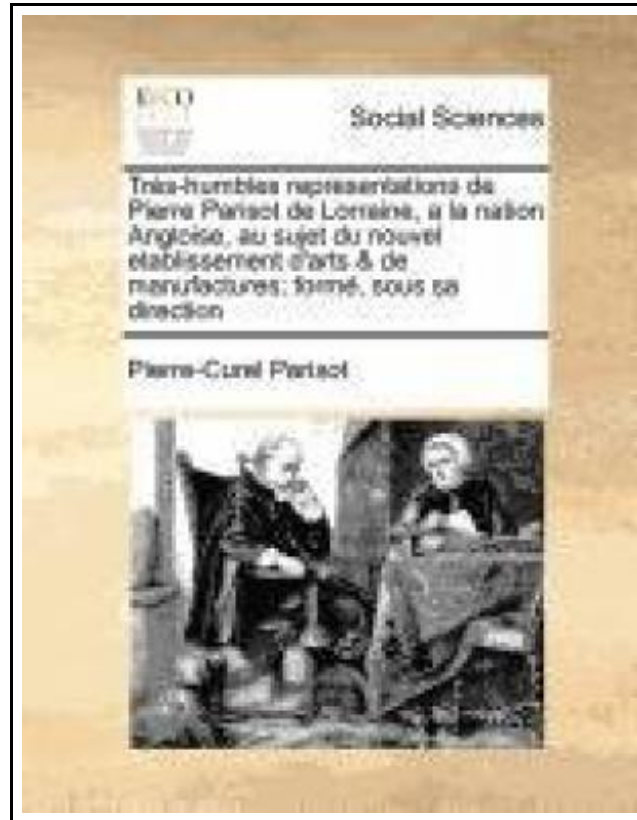 ECCO
Social Sciences
Très-humbles representations de
Pierre Parisot de Lorraine, a la nation
Angloise, au sujet du nouvel
etablissement d'arts & de
manufactures; formé, sous sa
direction
Pierre-Curel Parisot